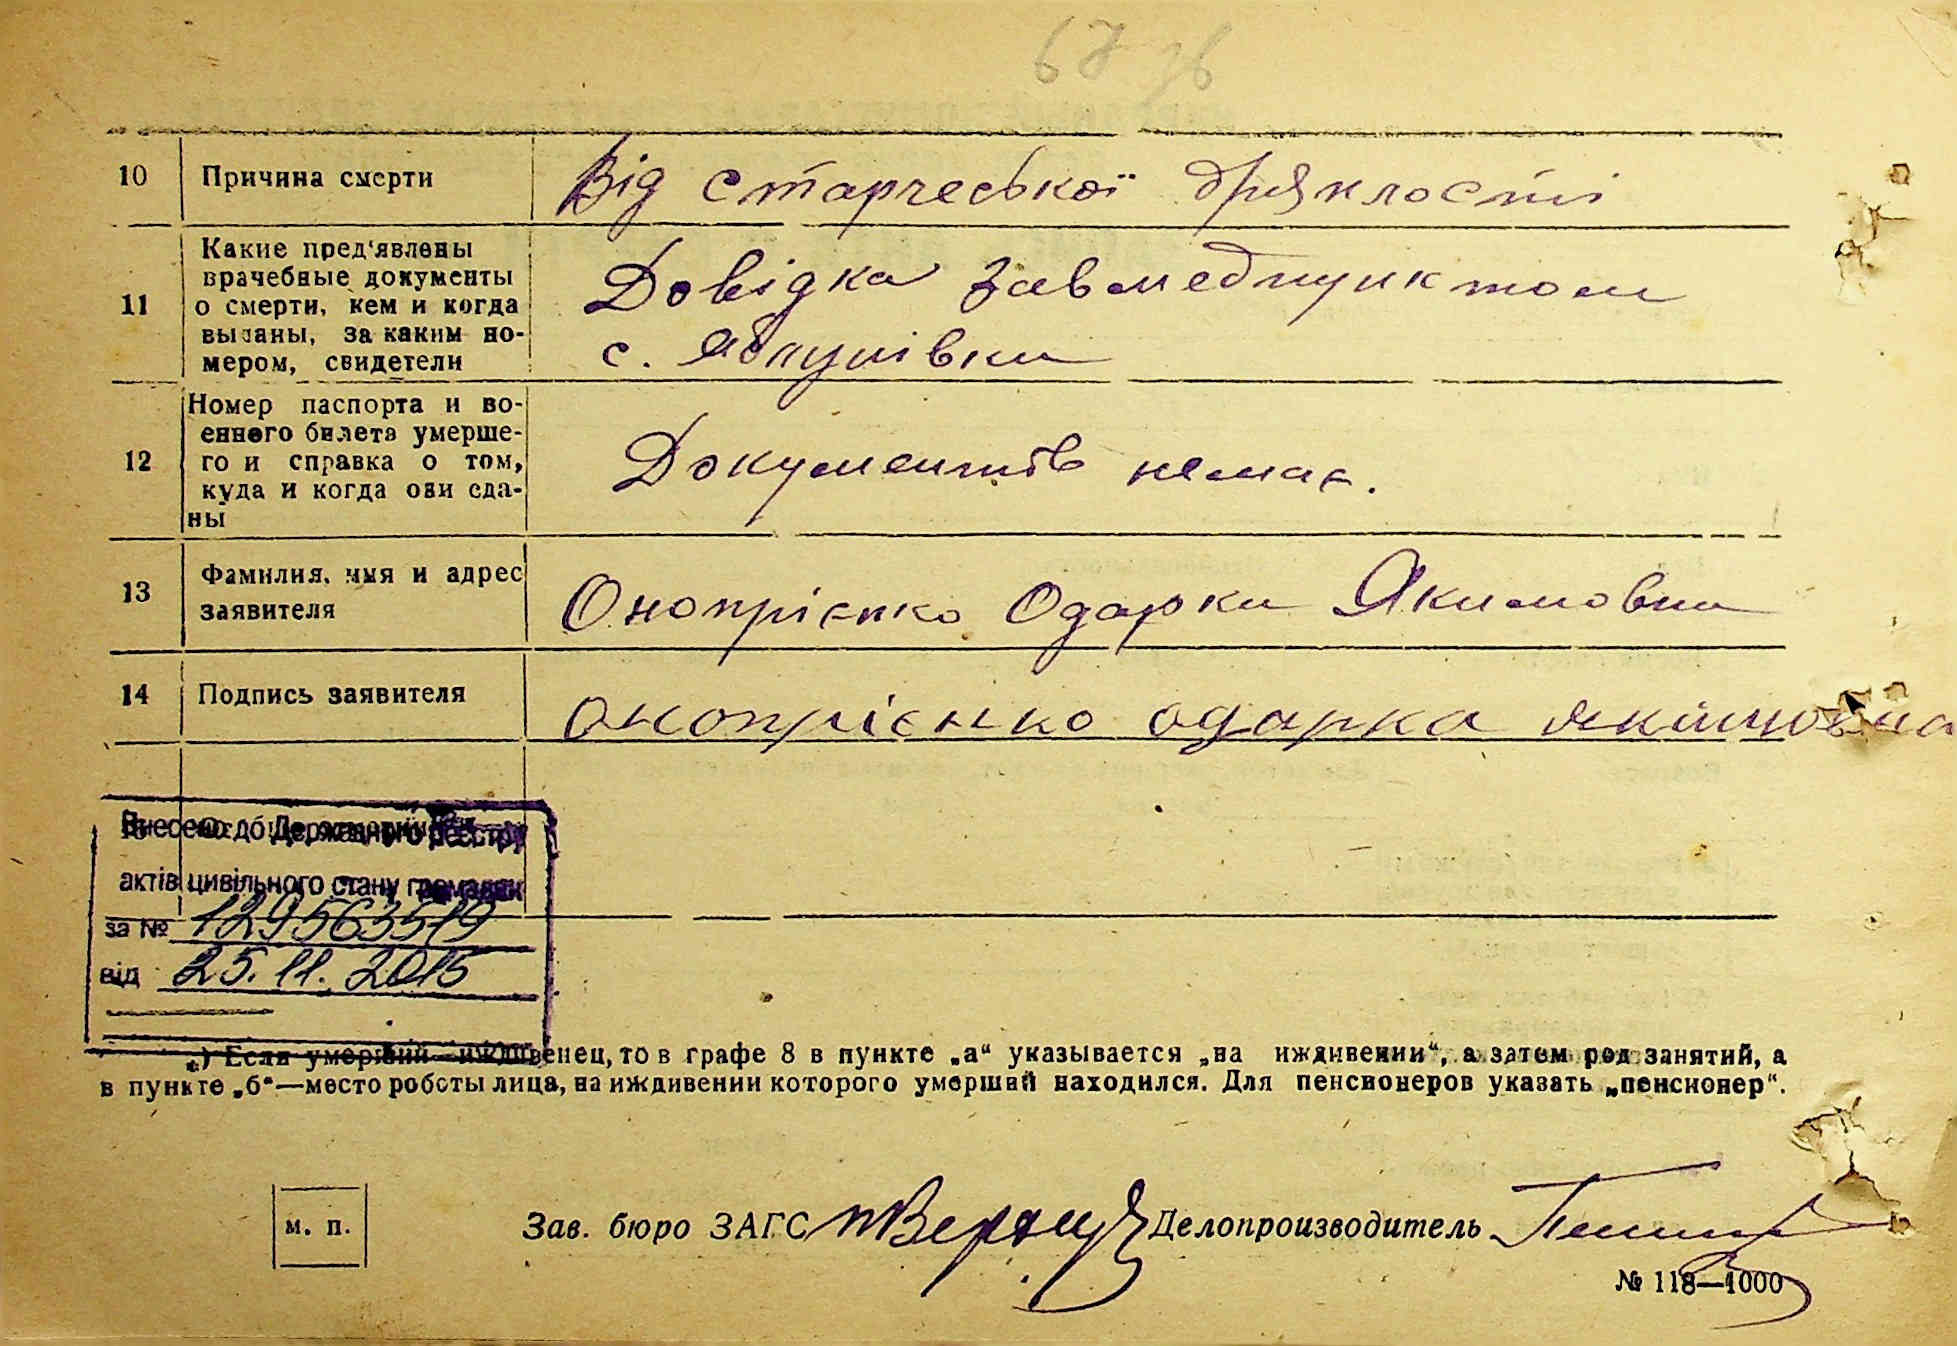 10 Причина смерти Від старческої дряхлості
11 Какие пред'явлены
врачебные документы
о смерти, кем и когда
выданы, за каким но-
мером, свидетели
Довідка завмедпунктом
с. Яблунівки
12 Номер паспорта и во-
енного билета умерше-
го и справка о том,
куда и когда они сда-
ны
Документів немає.
13 Фамилия, имя и адрес
заявителя
Онопрієнко Одарки Якимовни
14 Подпись заявителя онопрієнко одарка якимовна
Внесено до Державного реєстру
актів цивільного стану громадян
за № 129563519
від 25.11.2015
*) Если умерший—иждивенец, то в графе 8 в пункте „а“ указывается „на иждивении“, а затем род занятий, а
в пункте „б“—место роботы лица, на иждивении которого умерший находился. Для пенсионеров указать „пенсионер“.
м. п.
Зав. бюро ЗАГС Делопроизводитель
№ 118—1000